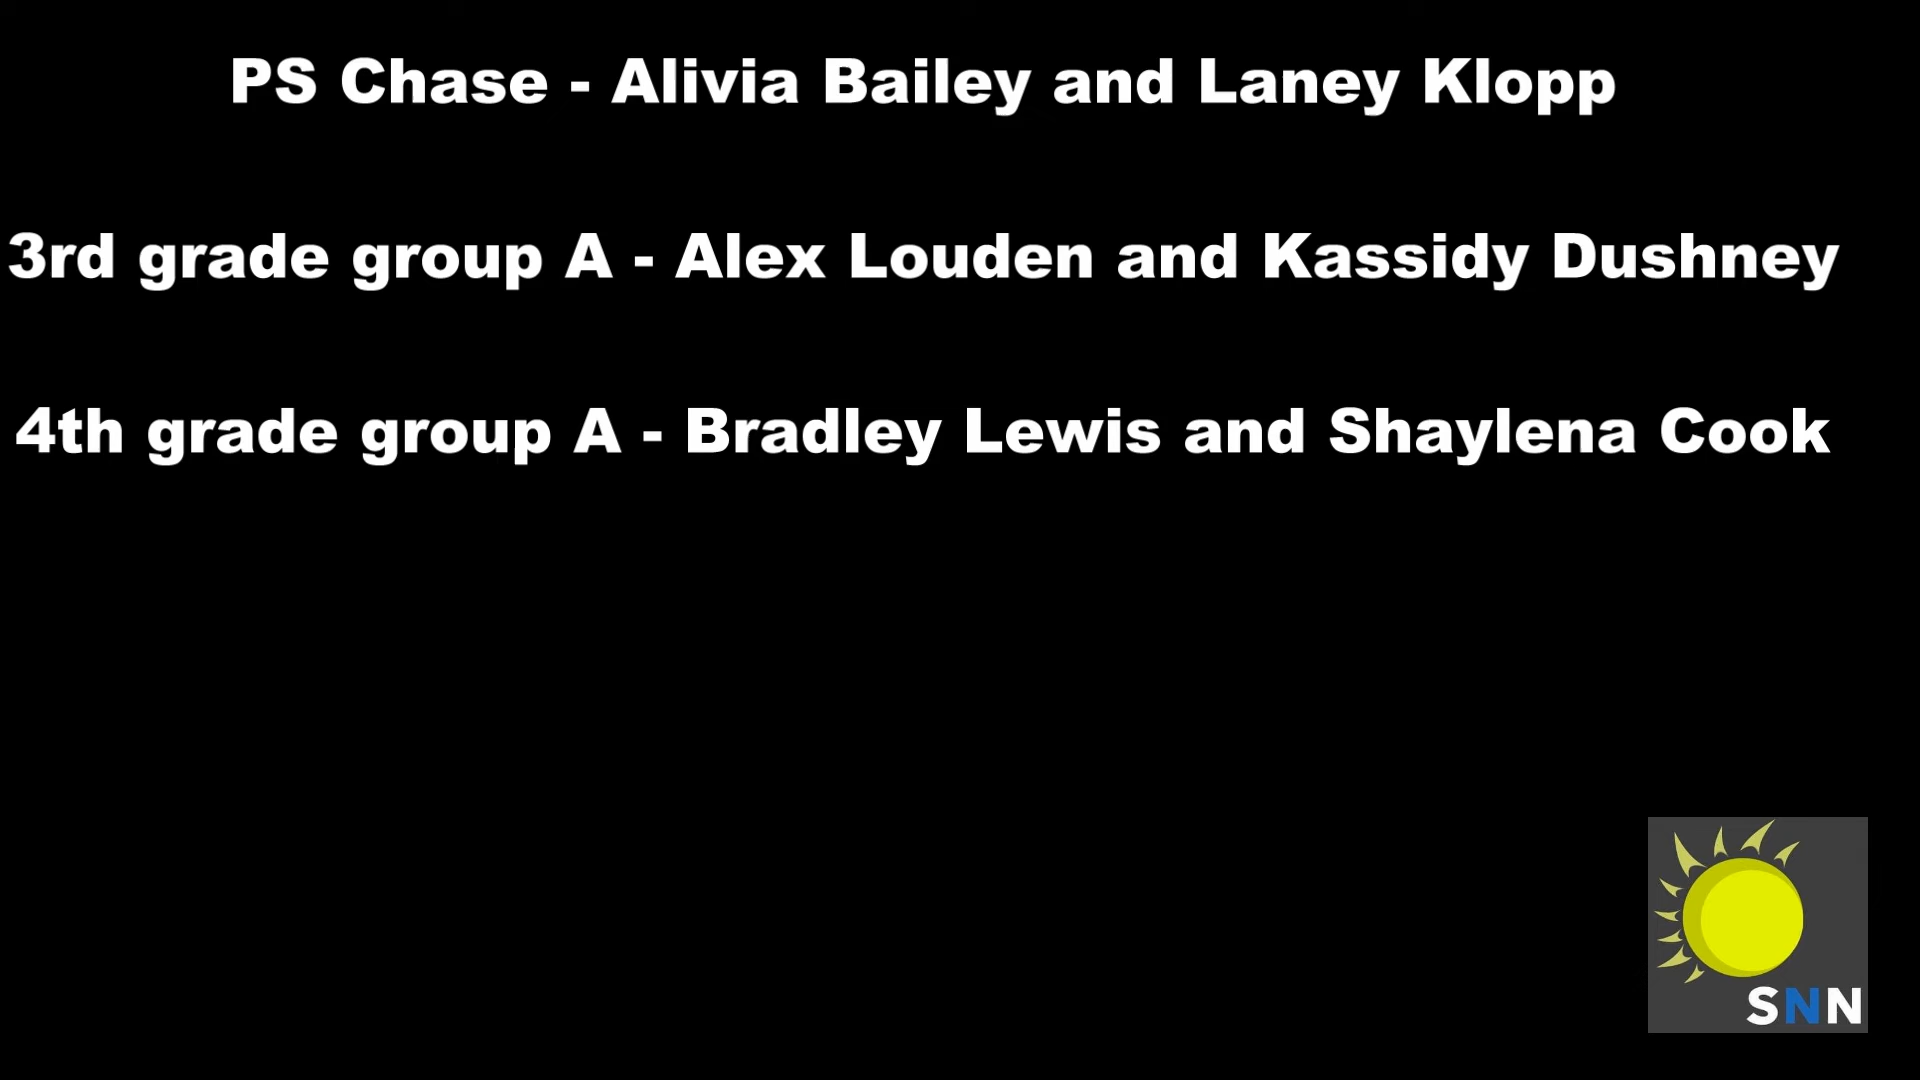 PS Chase - Alivia Bailey and Laney Klopp
3rd grade group A - Alex Louden and Kassidy Dushney
4th grade group A - Bradley Lewis and Shaylena Cook
SNN